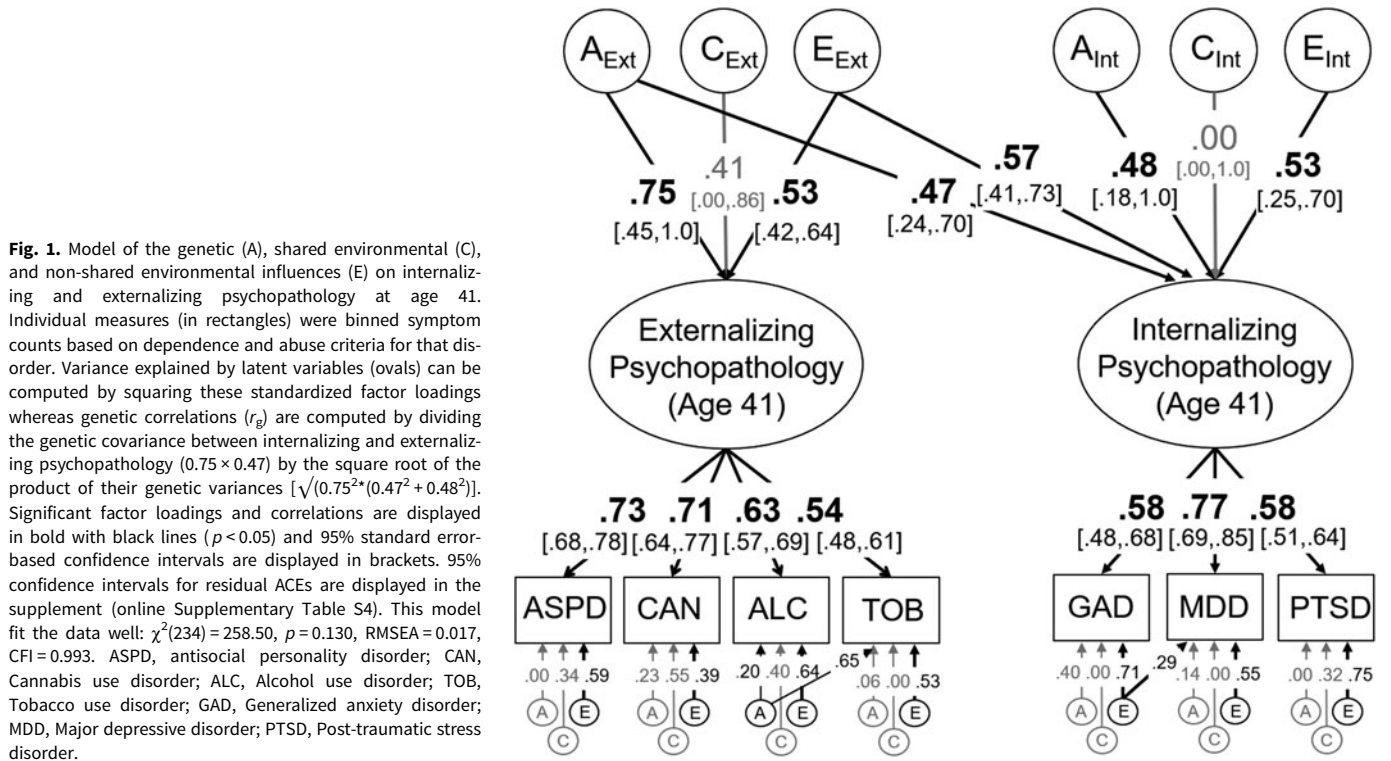 Fig. 1. Model of the genetic (A), shared environmental (C),
and non-shared environmental influences (E) on internaliz-
ing and externalizing psychopathology at age 41.
Individual measures (in rectangles) were binned symptom
counts based on dependence and abuse criteria for that dis-
order. Variance explained by latent variables (ovals) can be
computed by squaring these standardized factor loadings
whereas genetic correlations (rg) are computed by dividing
the genetic covariance between internalizing and externaliz-
ing psychopathology (0.75 × 0.47) by the square root of the
product of their genetic variances [√(0.75²*(0.47² + 0.48²)].
Significant factor loadings and correlations are displayed
in bold with black lines (p < 0.05) and 95% standard error-
based confidence intervals are displayed in brackets. 95%
confidence intervals for residual ACEs are displayed in the
supplement (online Supplementary Table S4). This model
fit the data well: χ²(234) = 258.50, p = 0.130, RMSEA = 0.017,
CFI = 0.993. ASPD, antisocial personality disorder; CAN,
Cannabis use disorder; ALC, Alcohol use disorder; TOB,
Tobacco use disorder; GAD, Generalized anxiety disorder;
MDD, Major depressive disorder; PTSD, Post-traumatic stress
disorder.
AExt CExt EExt AInt CInt EInt
.75 .41 .53 .47 .57 .48 .00 .53
[.45,1.0] [.00,.86] [.42,.64] [.24,.70] [.41,.73] [.18,1.0] [.00,1.0] [.25,.70]
Externalizing
Psychopathology
(Age 41)
Internalizing
Psychopathology
(Age 41)
.73 .71 .63 .54
[.68,.78] [.64,.77] [.57,.69] [.48,.61]
.58 .77 .58
[.48,.68] [.69,.85] [.51,.64]
ASPD CAN ALC TOB
GAD MDD PTSD
.00 .34 .59 .23 .55 .39 .20 .40 .64 .65 .06 .00 .53
.40 .00 .71 .29 .14 .00 .55 .00 .32 .75
A E A E A E A E
C C C C
A E A E A E
C C C